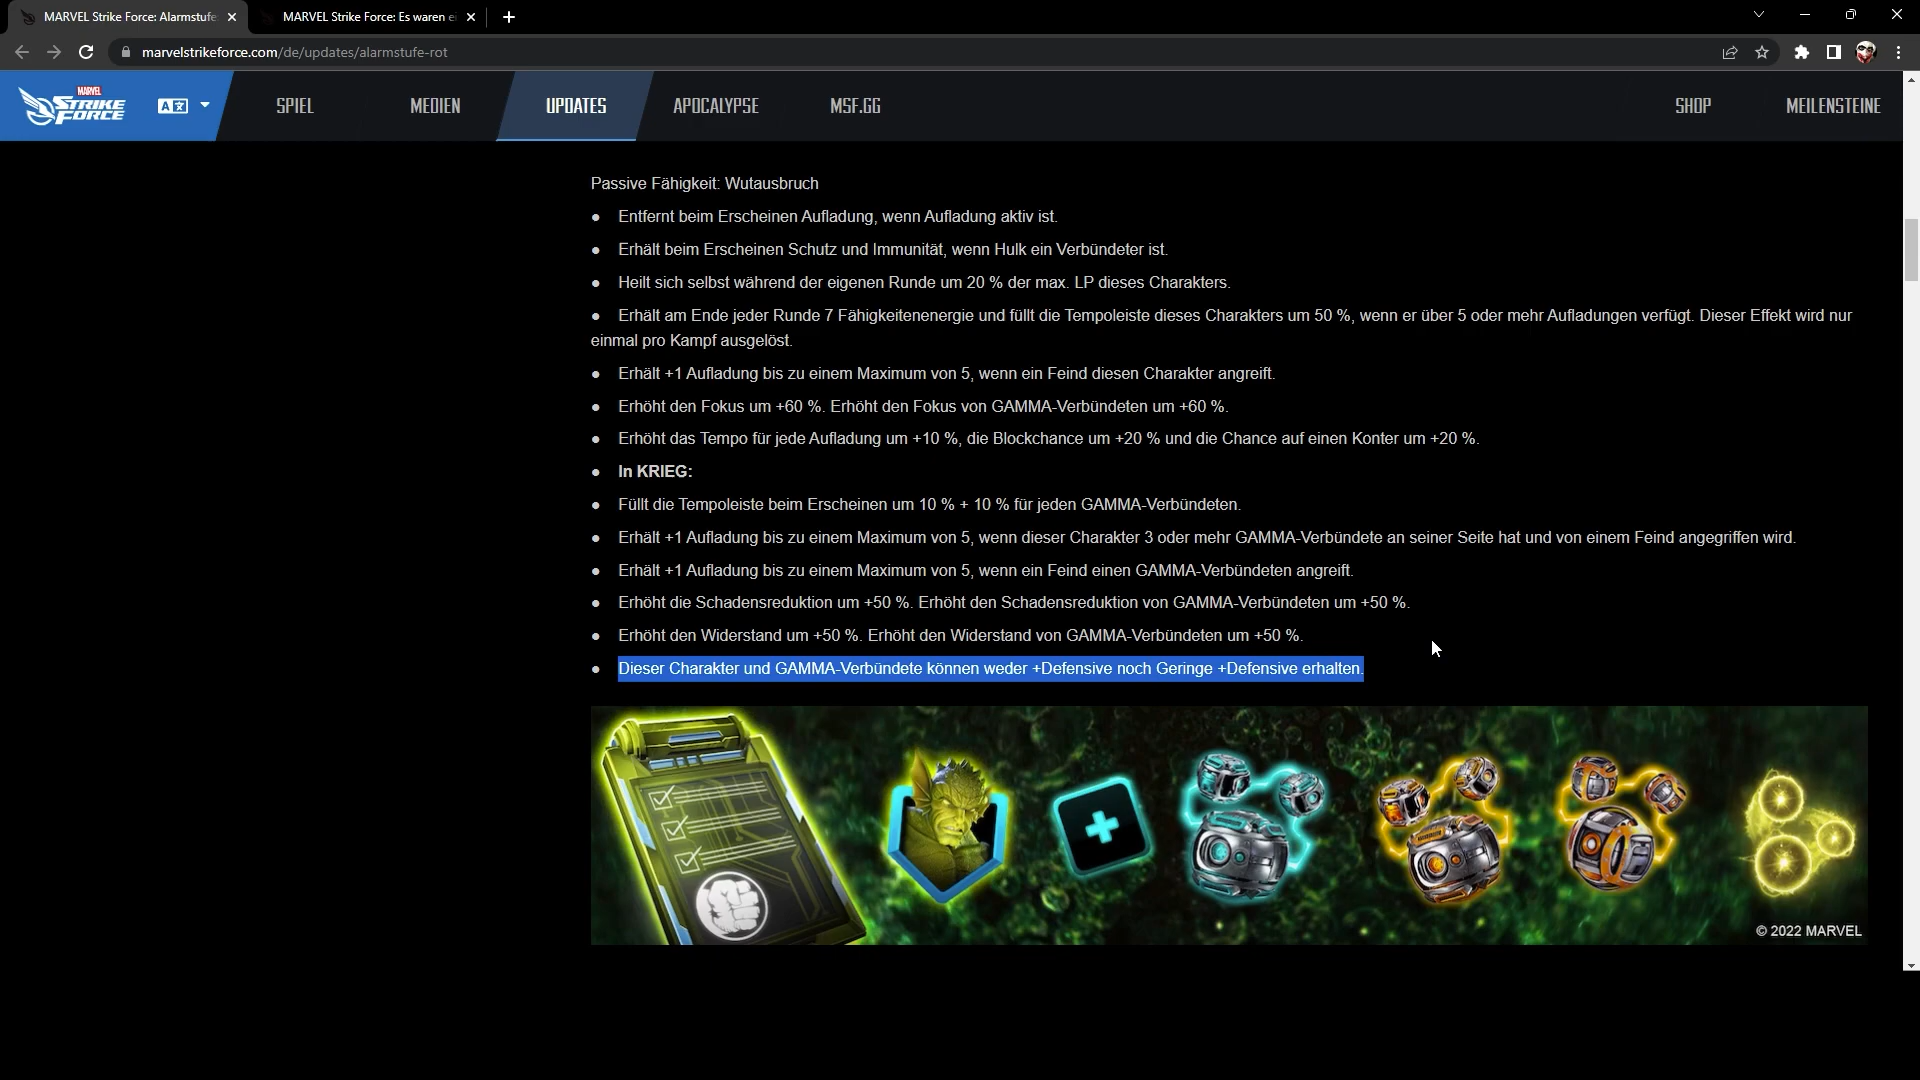 MARVEL Strike Force: Alarmstufe
MARVEL Strike Force: Es waren ei
marvelstrikeforce.com/de/updates/alarmstufe-rot
MARVEL
STRIKE
FORCE
SPIEL
MEDIEN
UPDATES
APOCALYPSE
MSF.GG
SHOP
MEILENSTEINE
Passive Fähigkeit: Wutausbruch
● Entfernt beim Erscheinen Aufladung, wenn Aufladung aktiv ist.
● Erhält beim Erscheinen Schutz und Immunität, wenn Hulk ein Verbündeter ist.
● Heilt sich selbst während der eigenen Runde um 20 % der max. LP dieses Charakters.
● Erhält am Ende jeder Runde 7 Fähigkeitenenergie und füllt die Tempoleiste dieses Charakters um 50 %, wenn er über 5 oder mehr Aufladungen verfügt. Dieser Effekt wird nur
einmal pro Kampf ausgelöst.
● Erhält +1 Aufladung bis zu einem Maximum von 5, wenn ein Feind diesen Charakter angreift.
● Erhöht den Fokus um +60 %. Erhöht den Fokus von GAMMA-Verbündeten um +60 %.
● Erhöht das Tempo für jede Aufladung um +10 %, die Blockchance um +20 % und die Chance auf einen Konter um +20 %.
● In KRIEG:
● Füllt die Tempoleiste beim Erscheinen um 10 % + 10 % für jeden GAMMA-Verbündeten.
● Erhält +1 Aufladung bis zu einem Maximum von 5, wenn dieser Charakter 3 oder mehr GAMMA-Verbündete an seiner Seite hat und von einem Feind angegriffen wird.
● Erhält +1 Aufladung bis zu einem Maximum von 5, wenn ein Feind einen GAMMA-Verbündeten angreift.
● Erhöht die Schadensreduktion um +50 %. Erhöht den Schadensreduktion von GAMMA-Verbündeten um +50 %.
● Erhöht den Widerstand um +50 %. Erhöht den Widerstand von GAMMA-Verbündeten um +50 %.
● Dieser Charakter und GAMMA-Verbündete können weder +Defensive noch Geringe +Defensive erhalten.
© 2022 MARVEL